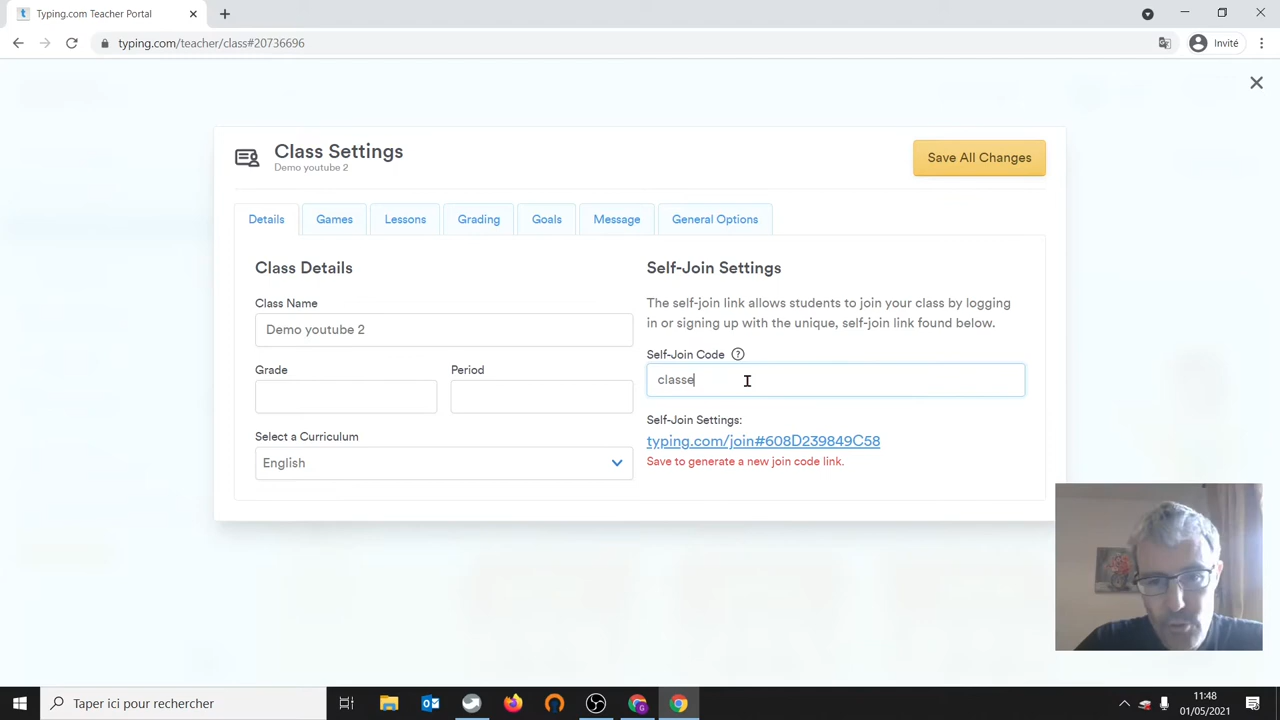 Typing.com Teacher Portal
typing.com/teacher/class#20736696
Invité
Class Settings
Demo youtube 2
Save All Changes
Details
Games
Lessons
Grading
Goals
Message
General Options
Class Details
Class Name
Demo youtube 2
Grade
Period
Select a Curriculum
English
Self-Join Settings
The self-join link allows students to join your class by logging
in or signing up with the unique, self-join link found below.
Self-Join Code ?
classe
Self-Join Settings:
typing.com/join#608D239849C58
Save to generate a new join code link.
Taper ici pour rechercher
11:48
01/05/2021